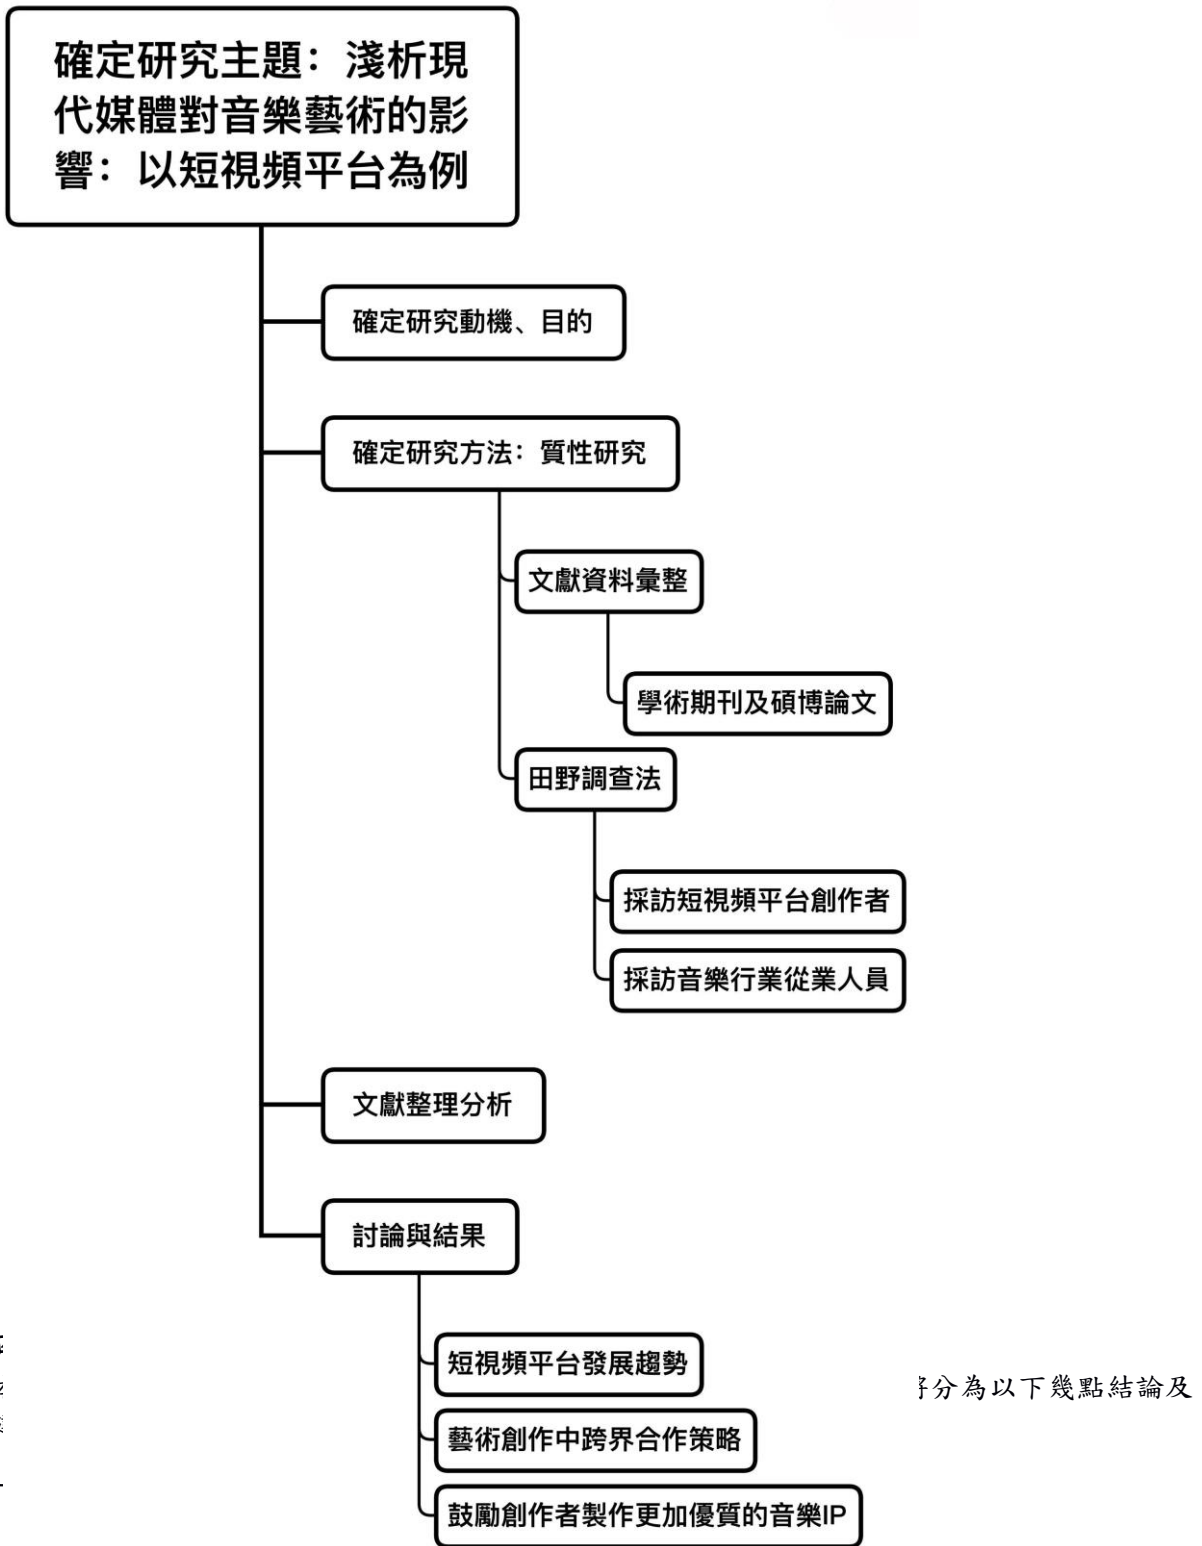 確定研究主題：淺析現
代媒體對音樂藝術的影
響：以短視頻平台為例
確定研究動機、目的
確定研究方法：質性研究
文獻資料彙整
學術期刊及碩博論文
田野調查法
採訪短視頻平台創作者
採訪音樂行業從業人員
文獻整理分析
討論與結果
短視頻平台發展趨勢
分為以下幾點結論及
藝術創作中跨界合作策略
鼓勵創作者製作更加優質的音樂IP